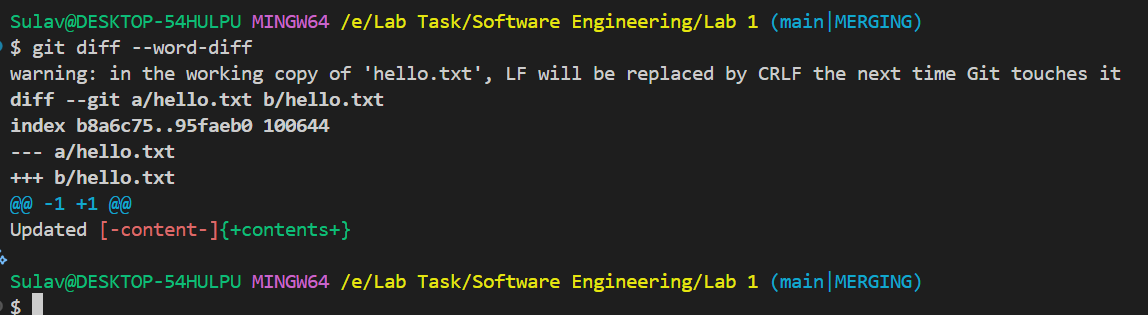 Sulav@DESKTOP-54HULPU MINGW64 /e/Lab Task/Software Engineering/Lab 1 (main|MERGING)
$ git diff --word-diff
warning: in the working copy of 'hello.txt', LF will be replaced by CRLF the next time Git touches it
diff --git a/hello.txt b/hello.txt
index b8a6c75..95faeb0 100644
--- a/hello.txt
+++ b/hello.txt
@@ -1 +1 @@
Updated [-content-]{+contents+}
Sulav@DESKTOP-54HULPU MINGW64 /e/Lab Task/Software Engineering/Lab 1 (main|MERGING)
$